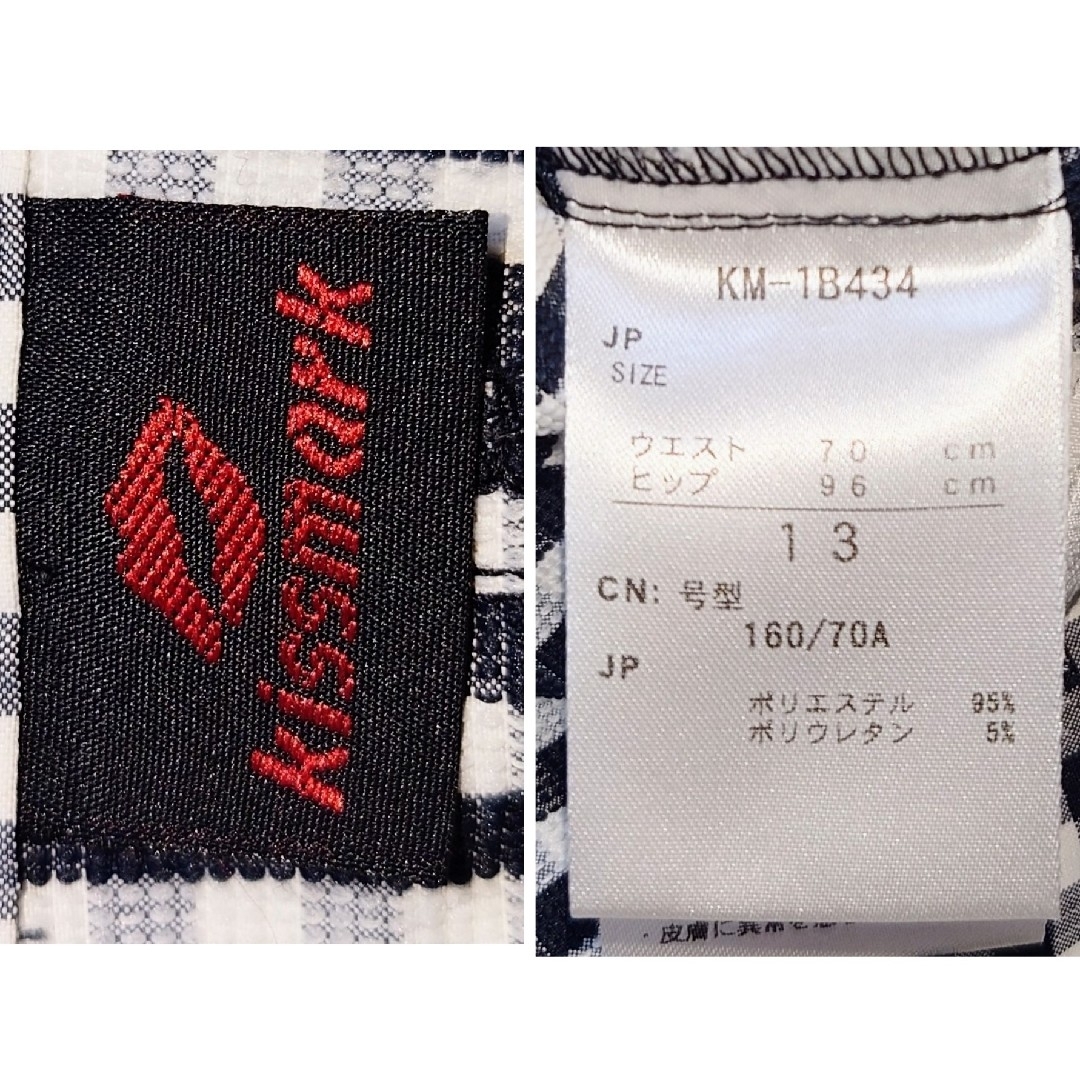 kissmark
KM-1B434
JP
SIZE
ウエスト 70 cm
ヒップ 96 cm
13
CN: 号型
160/70A
JP
ポリエステル 95%
ポリウレタン 5%
・皮膚に異常を感